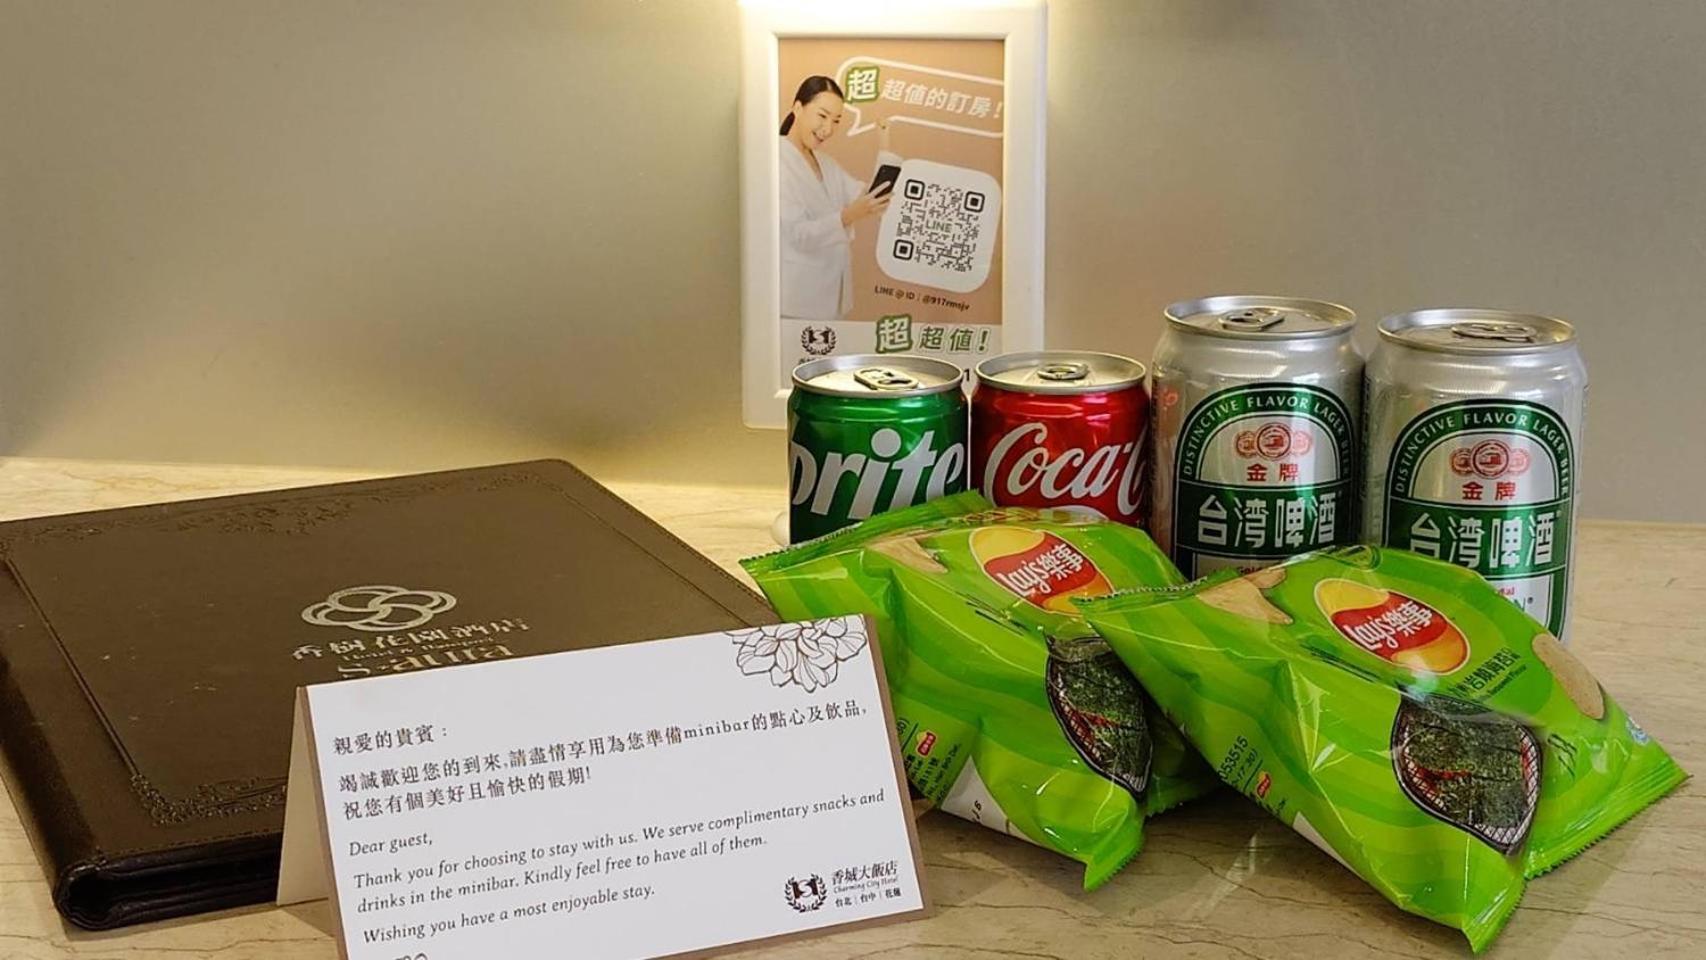 超 超值的訂房！
LINE
LINE @ ID｜@917rmsjv
超 超值！
Coca-C
DISTINCTIVE FLAVOR LAGER BEER
金牌
台湾啤酒
DISTINCTIVE FLAVOR LAGER BEER
金牌
台湾啤酒
Lay's
樂事
Lay's
樂事
香樹花園酒店
S·aura
親愛的貴賓：
竭誠歡迎您的到來,請盡情享用為您準備minibar的點心及飲品,
祝您有個美好且愉快的假期!
Dear guest,
Thank you for choosing to stay with us. We serve complimentary snacks and
drinks in the minibar. Kindly feel free to have all of them.
Wishing you have a most enjoyable stay.
香城大飯店
Charming City Hotel
台北｜台中｜花蓮